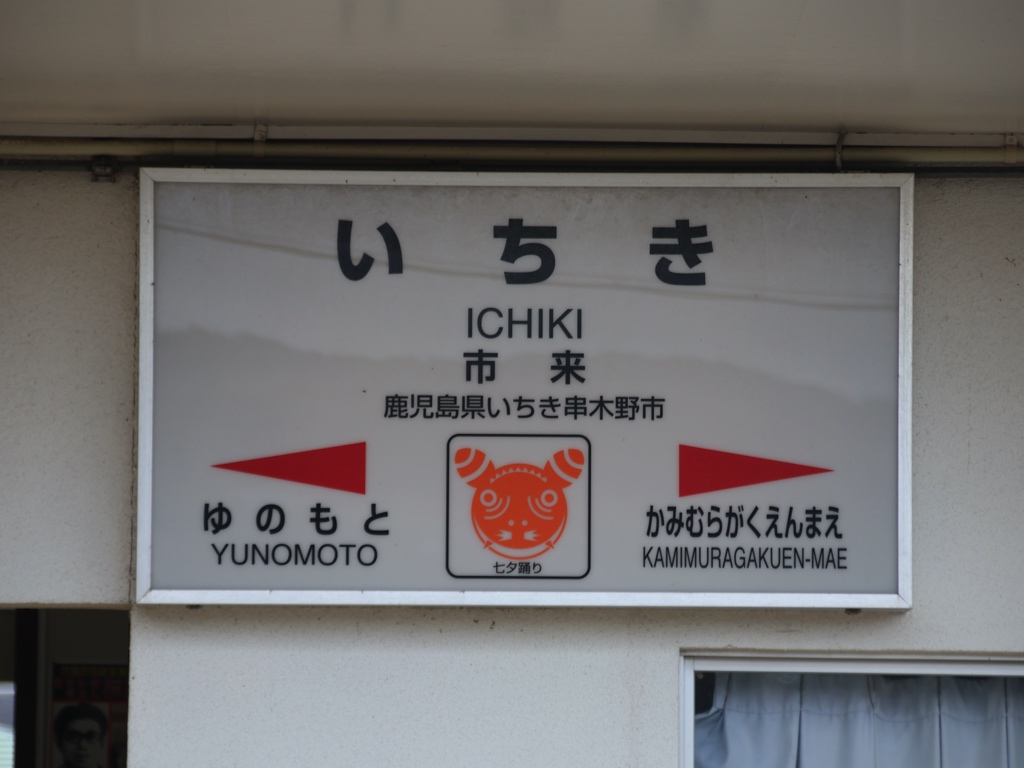 いちき
ICHIKI
市来
鹿児島県いちき串木野市
ゆのもと
YUNOMOTO
七夕踊り
かみむらがくえんまえ
KAMIMURAGAKUEN-MAE